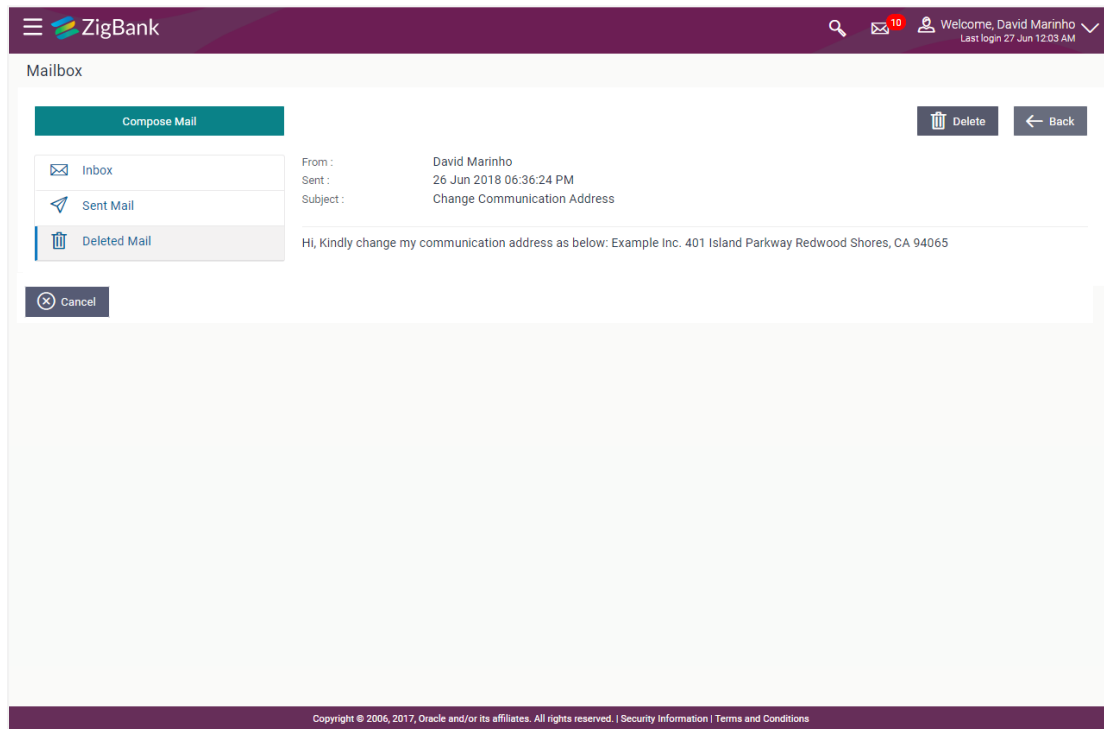 ZigBank
10
Welcome, David Marinho
Last login 27 Jun 12:03 AM
Mailbox
Compose Mail
Delete
Back
Inbox
Sent Mail
Deleted Mail
From : David Marinho
Sent : 26 Jun 2018 06:36:24 PM
Subject : Change Communication Address
Hi, Kindly change my communication address as below: Example Inc. 401 Island Parkway Redwood Shores, CA 94065
Cancel
Copyright © 2006, 2017, Oracle and/or its affiliates. All rights reserved. | Security Information | Terms and Conditions